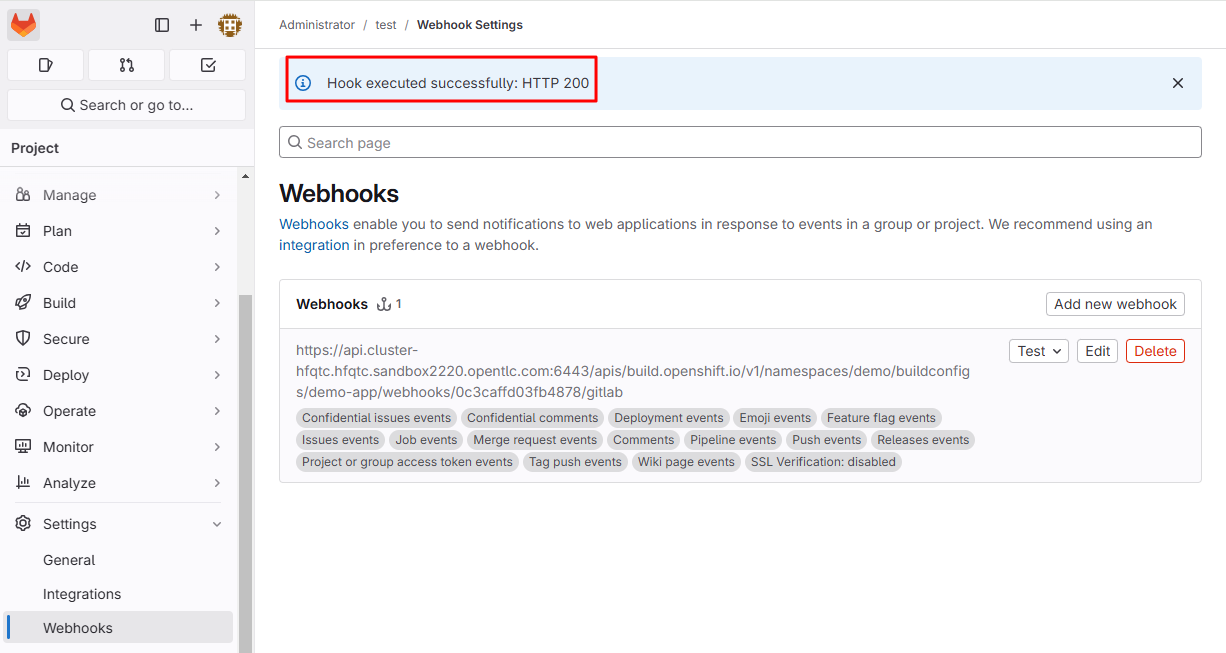 Administrator / test / Webhook Settings
Hook executed successfully: HTTP 200
Search or go to...
Search page
Project
Manage
Plan
Code
Build
Secure
Deploy
Operate
Monitor
Analyze
Settings
General
Integrations
Webhooks
Webhooks
Webhooks enable you to send notifications to web applications in response to events in a group or project. We recommend using an
integration in preference to a webhook.
Webhooks 1
Add new webhook
https://api.cluster-
hfqtc.hfqtc.sandbox2220.opentlc.com:6443/apis/build.openshift.io/v1/namespaces/demo/buildconfig
s/demo-app/webhooks/0c3caffd03fb4878/gitlab
Test Edit Delete
Confidential issues events Confidential comments Deployment events Emoji events Feature flag events
Issues events Job events Merge request events Comments Pipeline events Push events Releases events
Project or group access token events Tag push events Wiki page events SSL Verification: disabled